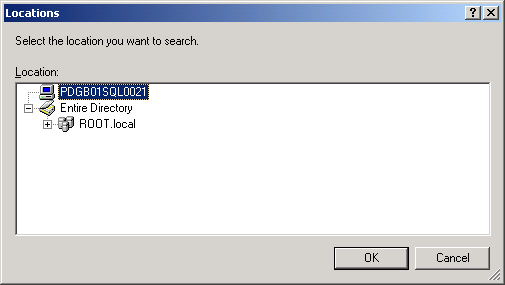 Locations
Select the location you want to search.
Location:
PDGB01SQL0021
Entire Directory
ROOT.local
OK
Cancel